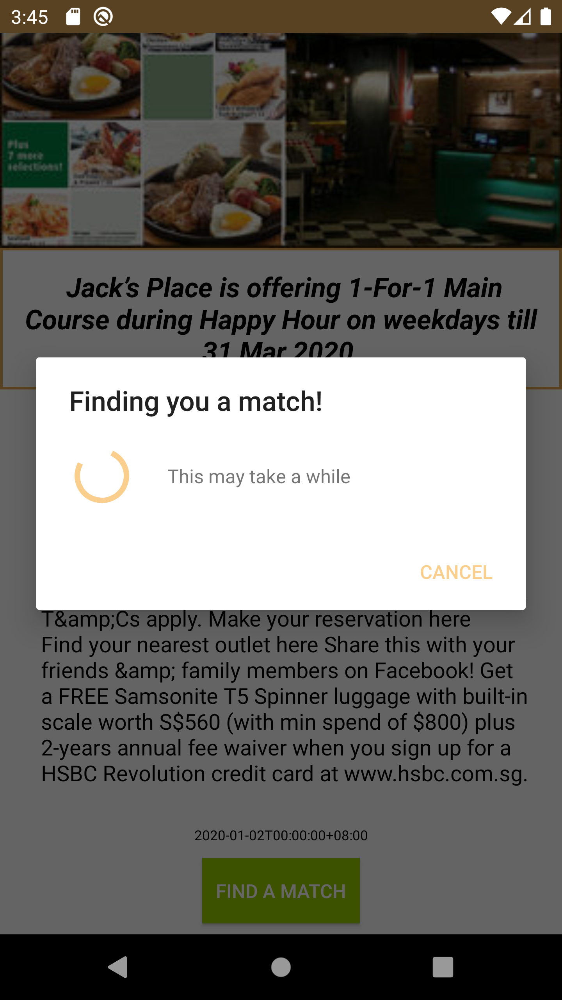 3:45
Plus
7 more
selections!
Jack’s Place is offering 1-For-1 Main
Course during Happy Hour on weekdays till
31 Mar 2020
Finding you a match!
This may take a while
CANCEL
T&amp;Cs apply. Make your reservation here
Find your nearest outlet here Share this with your
friends &amp; family members on Facebook! Get
a FREE Samsonite T5 Spinner luggage with built-in
scale worth S$560 (with min spend of $800) plus
2-years annual fee waiver when you sign up for a
HSBC Revolution credit card at www.hsbc.com.sg.
2020-01-02T00:00:00+08:00
FIND A MATCH